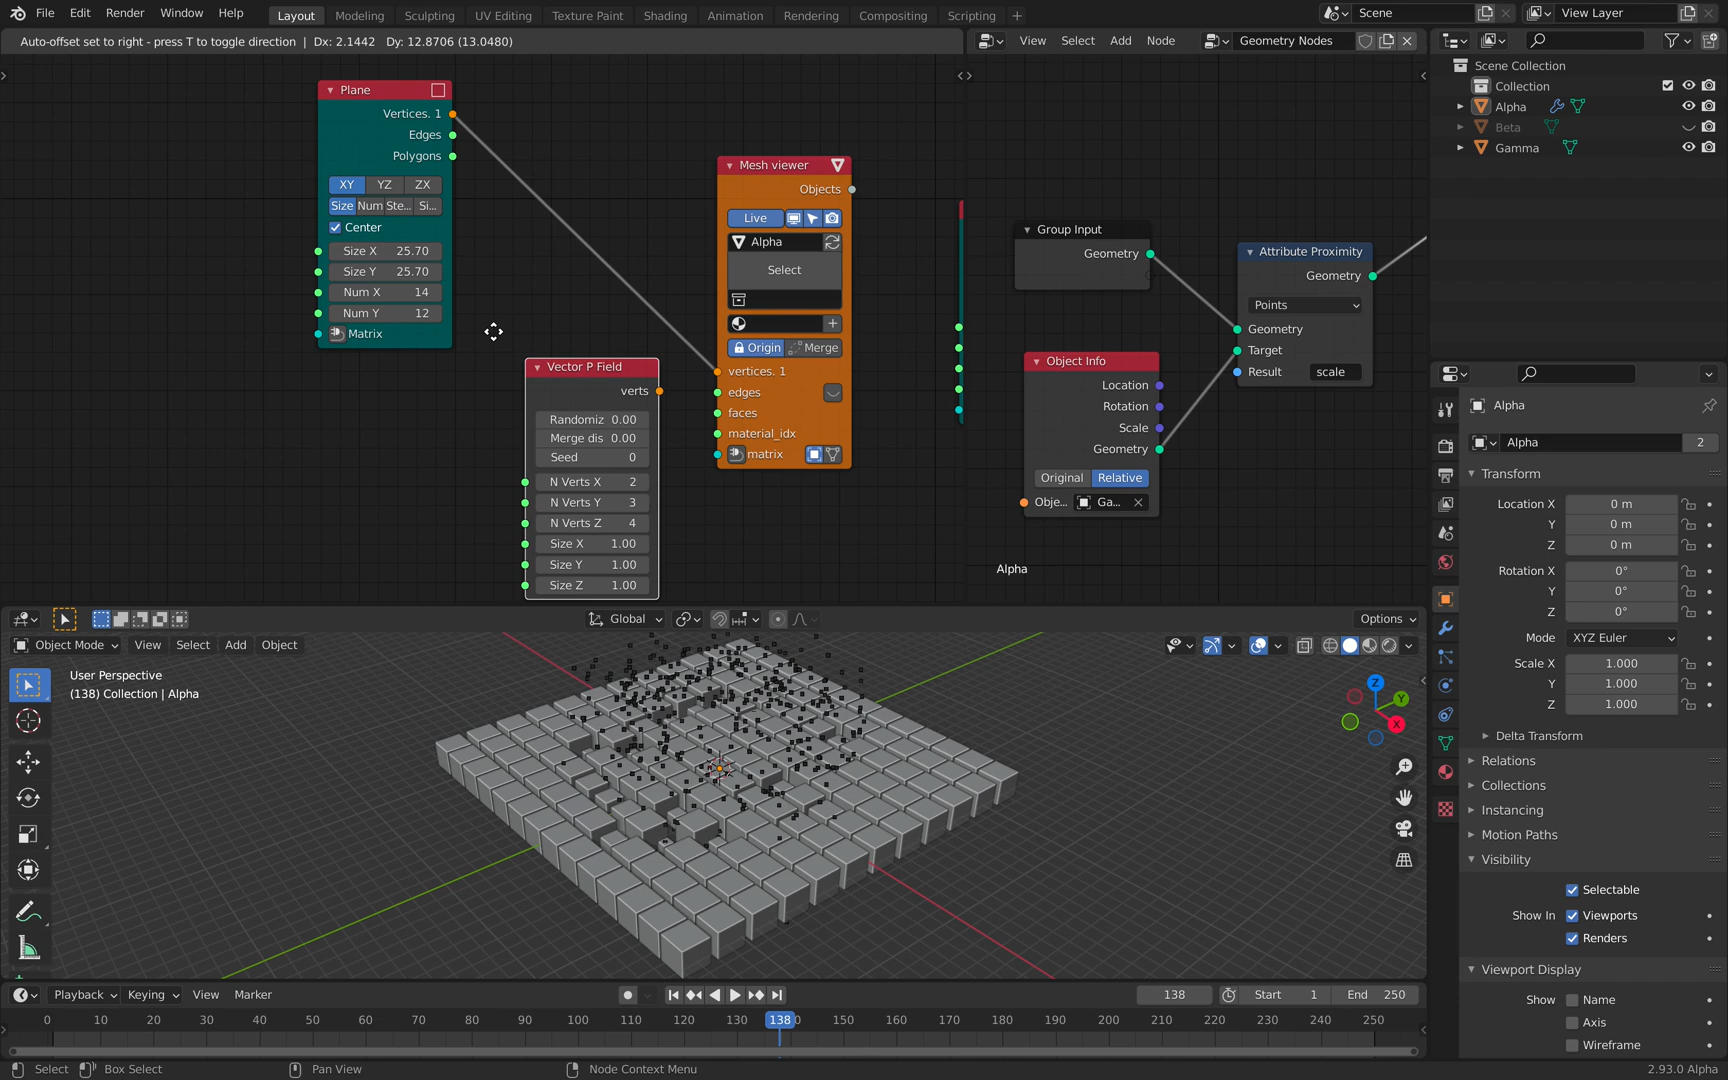 File Edit Render Window Help Layout Modeling Sculpting UV Editing Texture Paint Shading Animation Rendering Compositing Scripting + Scene View Layer
Auto-offset set to right - press T to toggle direction | Dx: 2.1442 Dy: 12.8706 (13.0480)
View Select Add Node Geometry Nodes
Plane
Vertices. 1
Edges
Polygons
XY YZ ZX
Size Num Ste... Si...
Center
Size X 25.70
Size Y 25.70
Num X 14
Num Y 12
Matrix
Vector P Field
verts
Randomiz 0.00
Merge dis 0.00
Seed 0
N Verts X 2
N Verts Y 3
N Verts Z 4
Size X 1.00
Size Y 1.00
Size Z 1.00
Mesh viewer
Objects
Live
Alpha
Select
Origin Merge
vertices. 1
edges
faces
material_idx
matrix
Group Input
Geometry
Attribute Proximity
Geometry
Points
Geometry
Target
Result scale
Object Info
Location
Rotation
Scale
Geometry
Original Relative
Obje... Ga...
Alpha
Scene Collection
Collection
Alpha
Beta
Gamma
Global Options
Object Mode View Select Add Object
User Perspective
(138) Collection | Alpha
Z
Y
X
Alpha
Alpha 2
Transform
Location X 0 m
Y 0 m
Z 0 m
Rotation X 0°
Y 0°
Z 0°
Mode XYZ Euler
Scale X 1.000
Y 1.000
Z 1.000
Delta Transform
Relations
Collections
Instancing
Motion Paths
Visibility
Selectable
Show In Viewports
Renders
Viewport Display
Show Name
Axis
Wireframe
Playback Keying View Marker 138 Start 1 End 250
0 10 20 30 40 50 60 70 80 90 100 110 120 130 138 150 160 170 180 190 200 210 220 230 240 250
Select Box Select Pan View Node Context Menu 2.93.0 Alpha